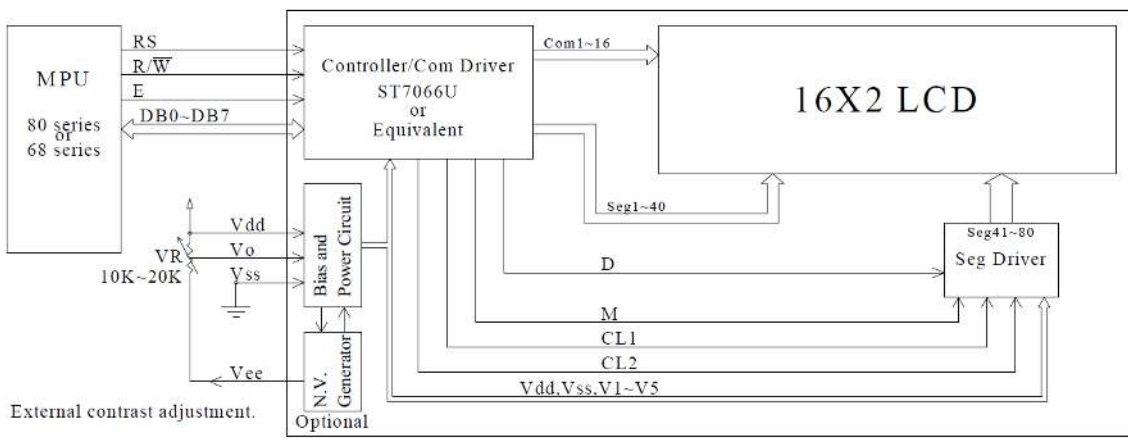 MPU
80 series
or
68 series
RS
R/W̅
E
DB0~DB7
Controller/Com Driver
ST7066U
or
Equivalent
Com1~16
16X2 LCD
Seg1~40
Seg41~80
Seg Driver
Vdd
VR
Vo
10K~20K
Vss
Bias and
Power Circuit
D
M
CL1
CL2
Vdd,Vss,V1~V5
Vee
N.V.
Generator
External contrast adjustment.
Optional